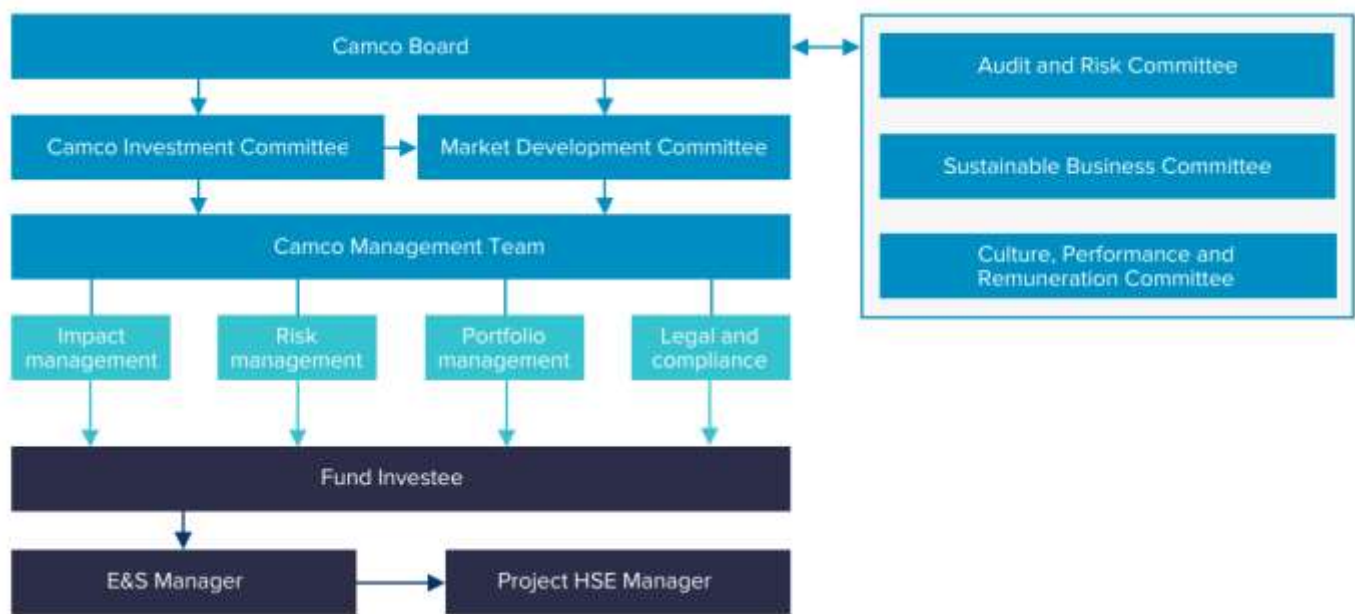 Camco Board
Camco Investment Committee
Market Development Committee
Camco Management Team
Impact
management
Risk
management
Portfolio
management
Legal and
compliance
Fund Investee
E&S Manager
Project HSE Manager
Audit and Risk Committee
Sustainable Business Committee
Culture, Performance and
Remuneration Committee